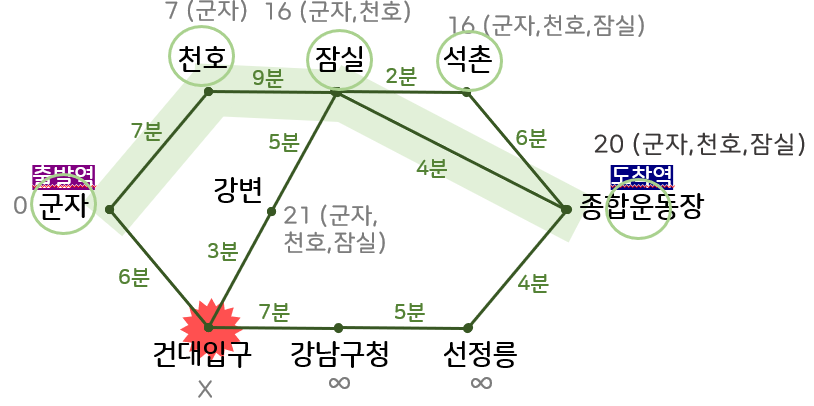 7 (군자)
16 (군자,천호)
16 (군자,천호,잠실)
천호
잠실
석촌
9분
2분
7분
5분
6분
4분
20 (군자,천호,잠실)
출발역
도착역
0
군자
강변
종합운동장
21 (군자,
천호,잠실)
3분
6분
4분
7분
5분
건대입구
강남구청
선정릉
X
∞
∞